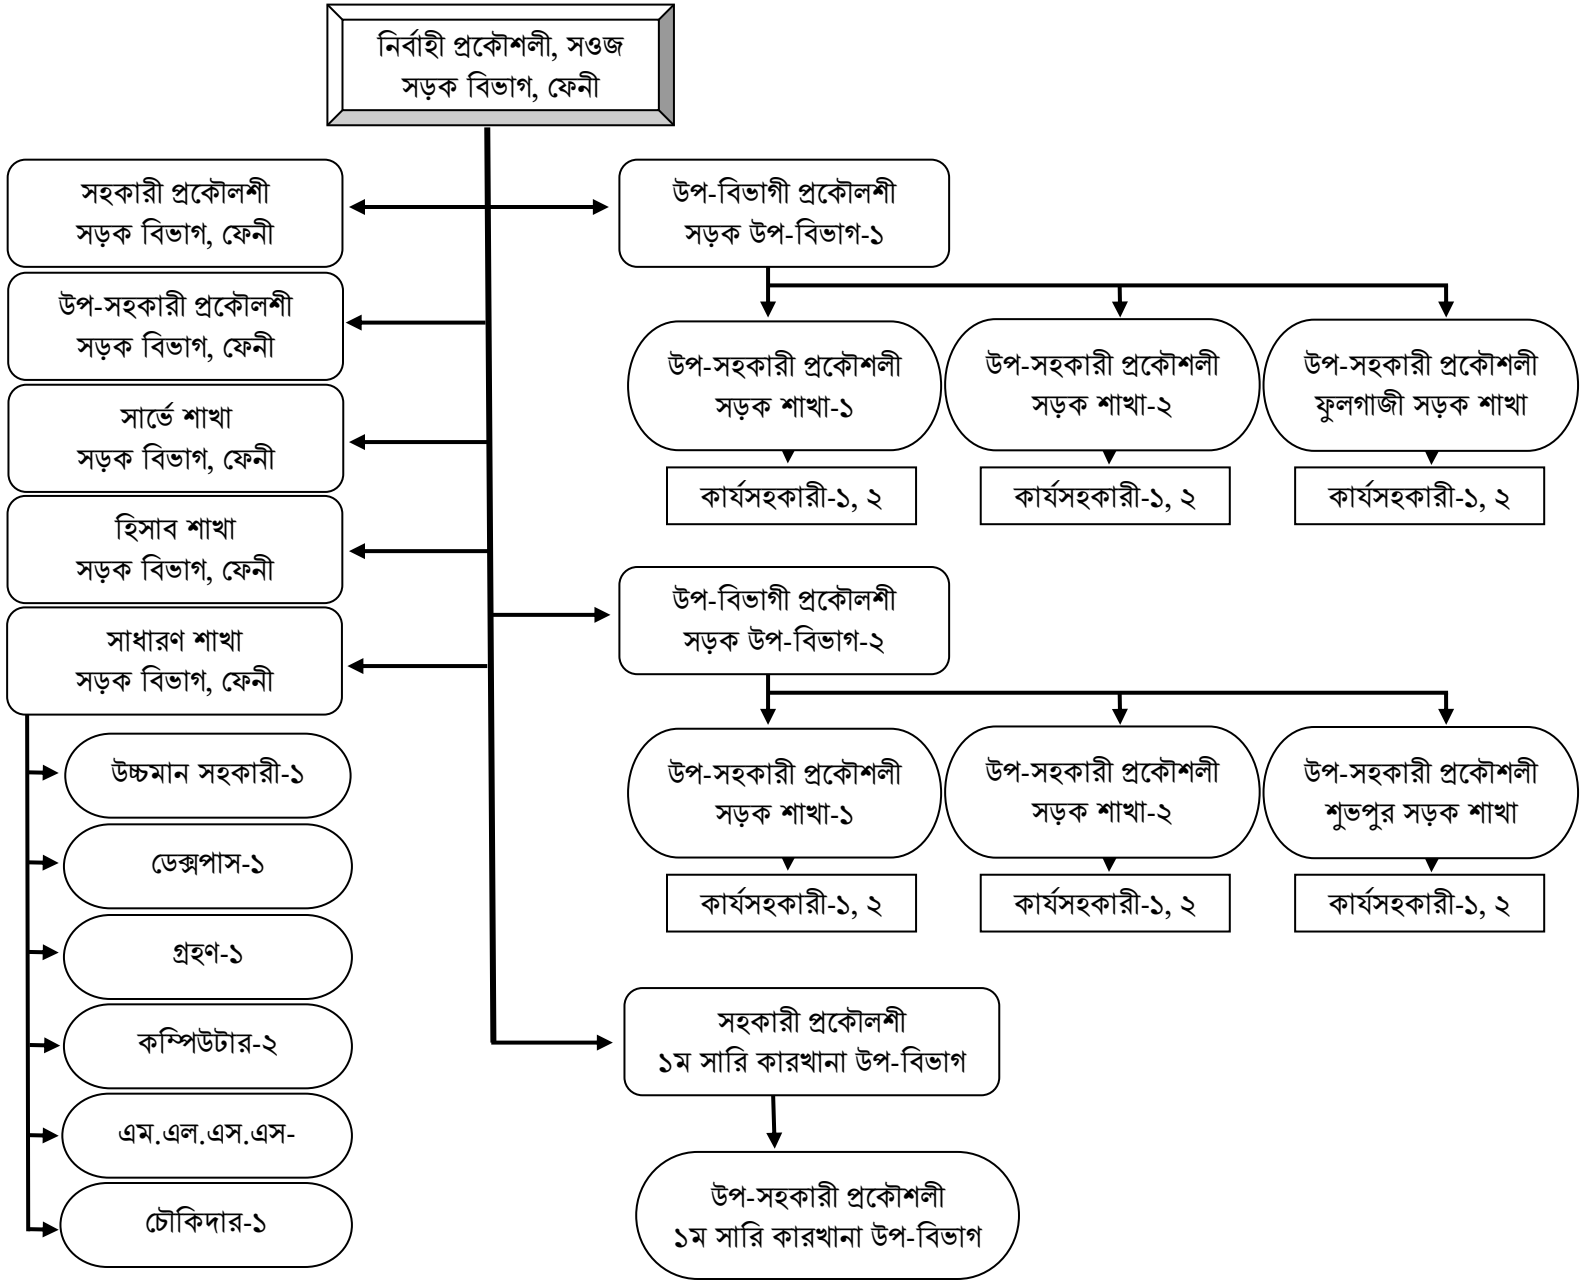 নির্বাহী প্রকৌশলী, সওজ
সড়ক বিভাগ, ফেনী
সহকারী প্রকৌলশী
সড়ক বিভাগ, ফেনী
উপ-সহকারী প্রকৌলশী
সড়ক বিভাগ, ফেনী
সার্ভে শাখা
সড়ক বিভাগ, ফেনী
হিসাব শাখা
সড়ক বিভাগ, ফেনী
সাধারণ শাখা
সড়ক বিভাগ, ফেনী
উচ্চমান সহকারী-১
ডেক্সপাস-১
গ্রহণ-১
কম্পিউটার-২
এম.এল.এস.এস-
চৌকিদার-১
উপ-বিভাগী প্রকৌলশী
সড়ক উপ-বিভাগ-১
উপ-সহকারী প্রকৌশলী
সড়ক শাখা-১
কার্যসহকারী-১, ২
উপ-সহকারী প্রকৌশলী
সড়ক শাখা-২
কার্যসহকারী-১, ২
উপ-সহকারী প্রকৌশলী
ফুলগাজী সড়ক শাখা
কার্যসহকারী-১, ২
উপ-বিভাগী প্রকৌলশী
সড়ক উপ-বিভাগ-২
উপ-সহকারী প্রকৌশলী
সড়ক শাখা-১
কার্যসহকারী-১, ২
উপ-সহকারী প্রকৌশলী
সড়ক শাখা-২
কার্যসহকারী-১, ২
উপ-সহকারী প্রকৌশলী
শুভপুর সড়ক শাখা
কার্যসহকারী-১, ২
সহকারী প্রকৌলশী
১ম সারি কারখানা উপ-বিভাগ
উপ-সহকারী প্রকৌশলী
১ম সারি কারখানা উপ-বিভাগ